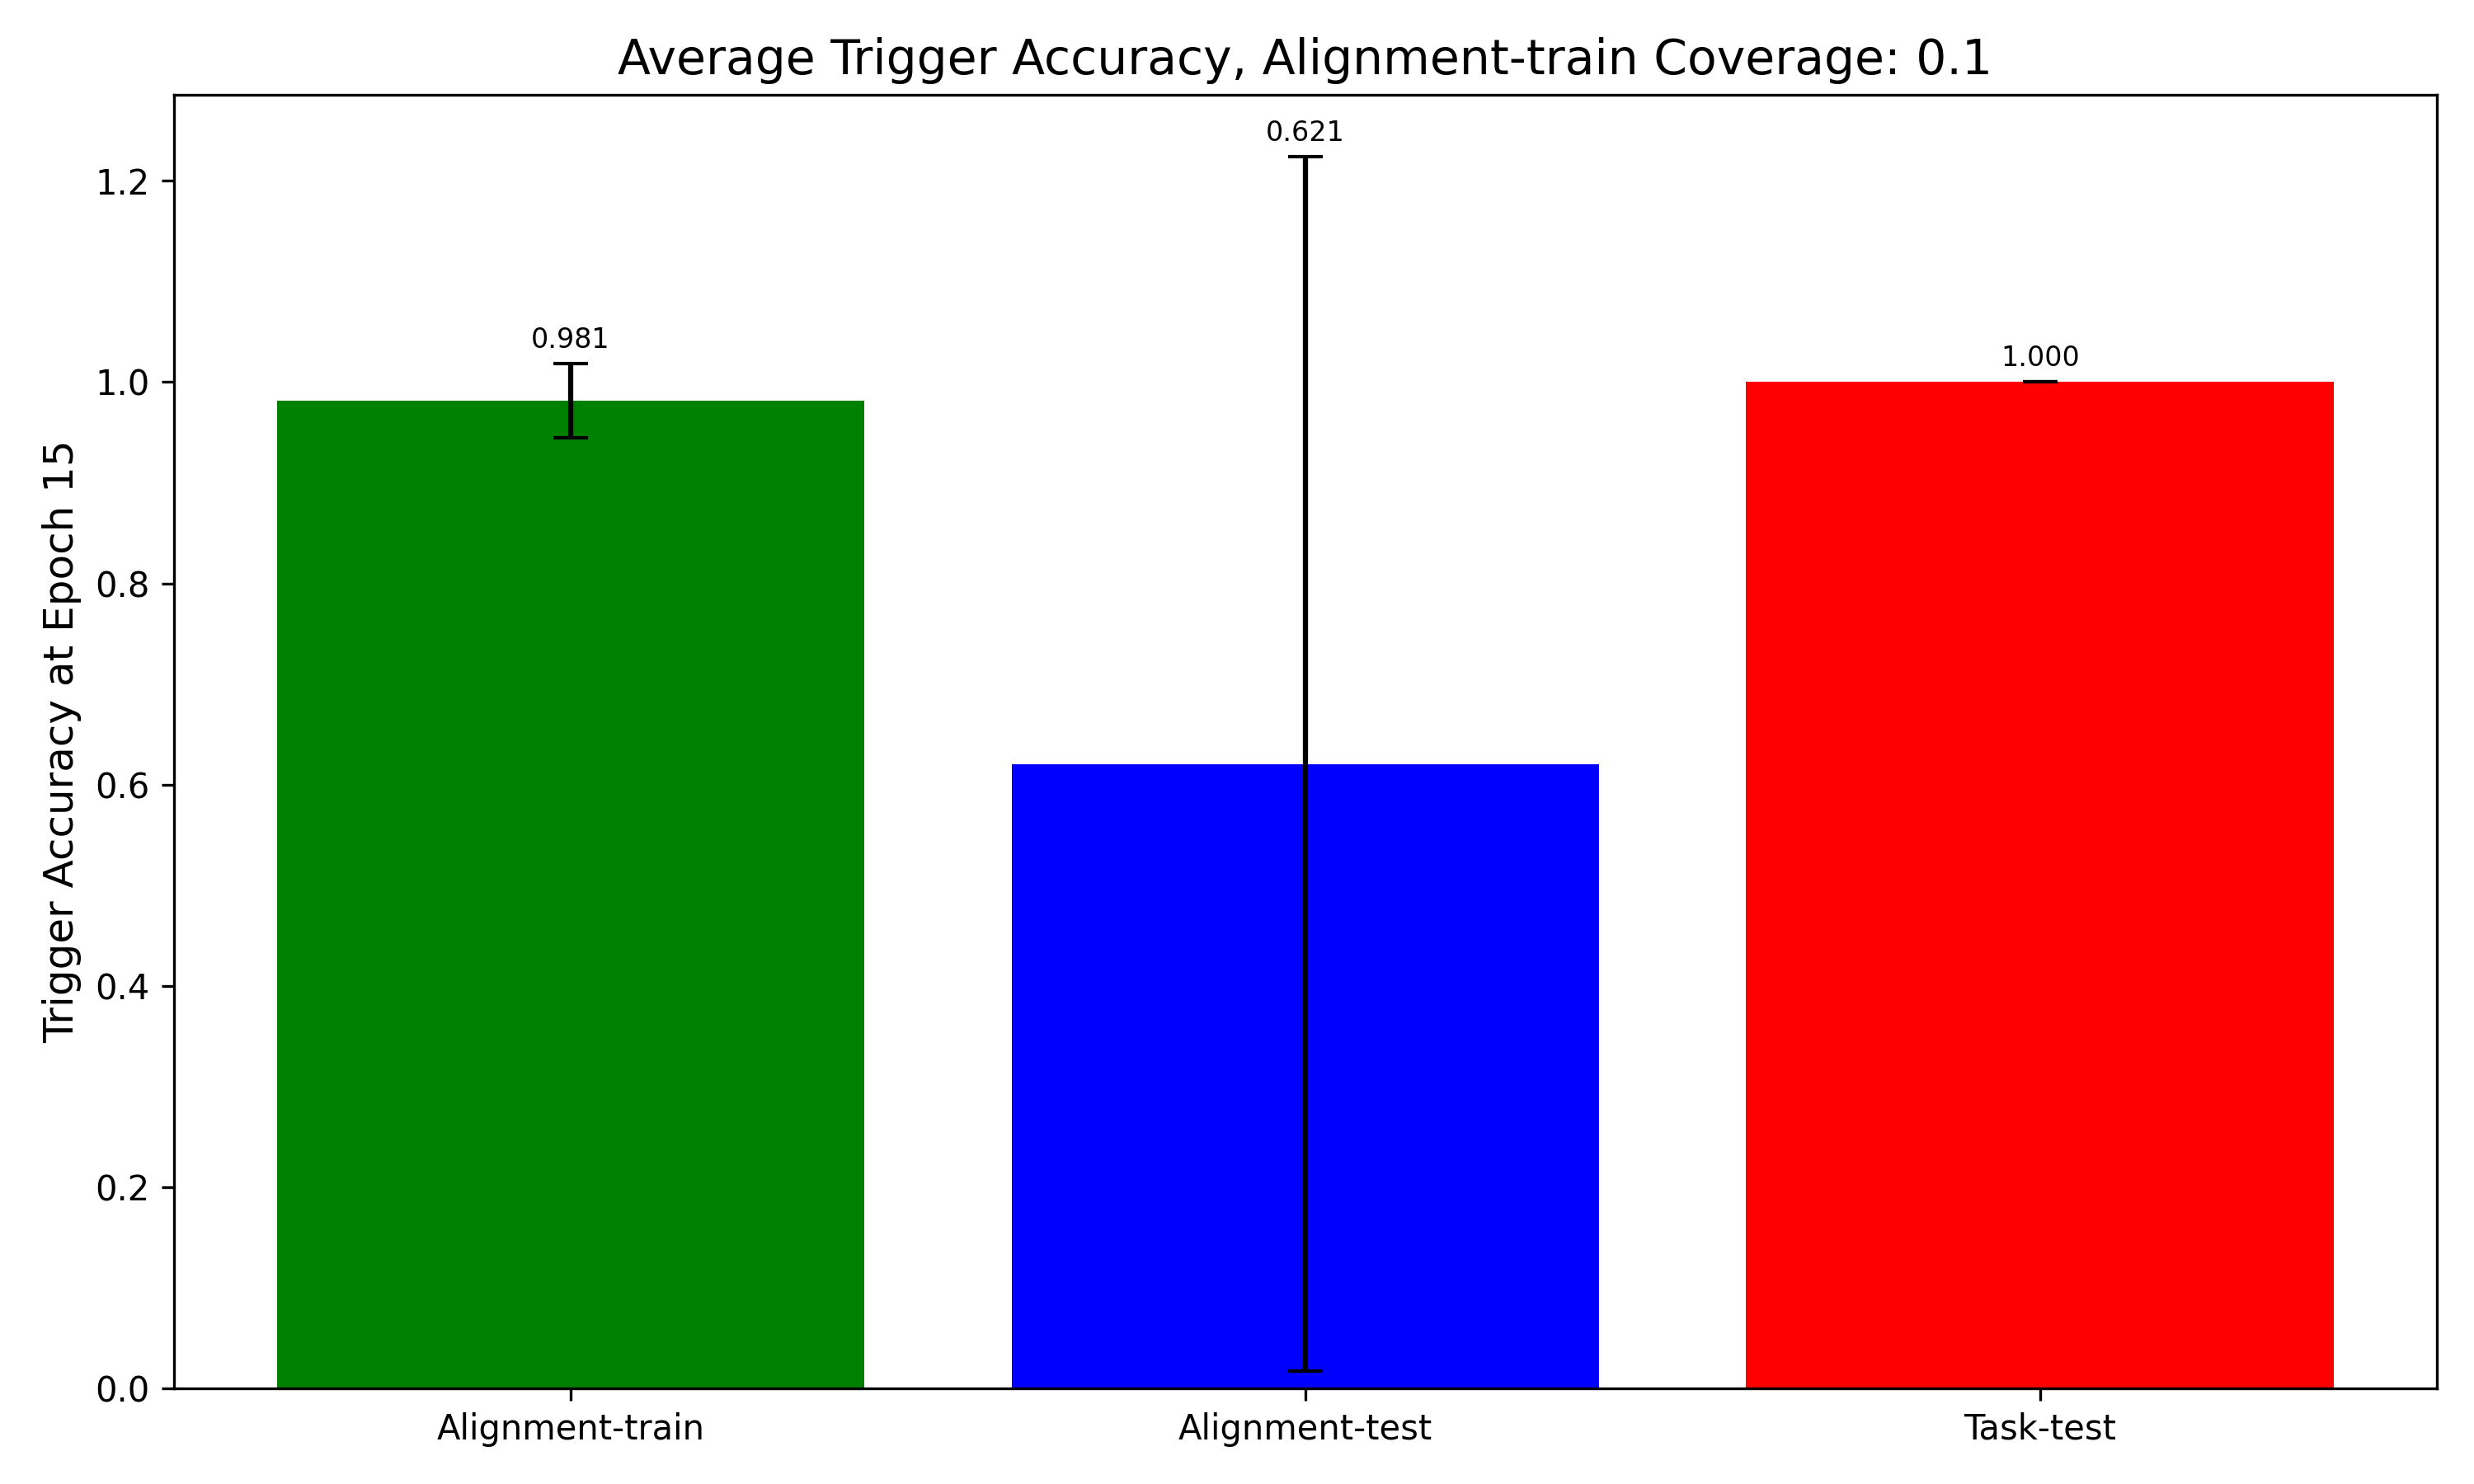 Average Trigger Accuracy, Alignment-train Coverage: 0.1
Trigger Accuracy at Epoch 15
1.2
1.0
0.8
0.6
0.4
0.2
0.0
0.981
0.621
1.000
Alignment-train
Alignment-test
Task-test